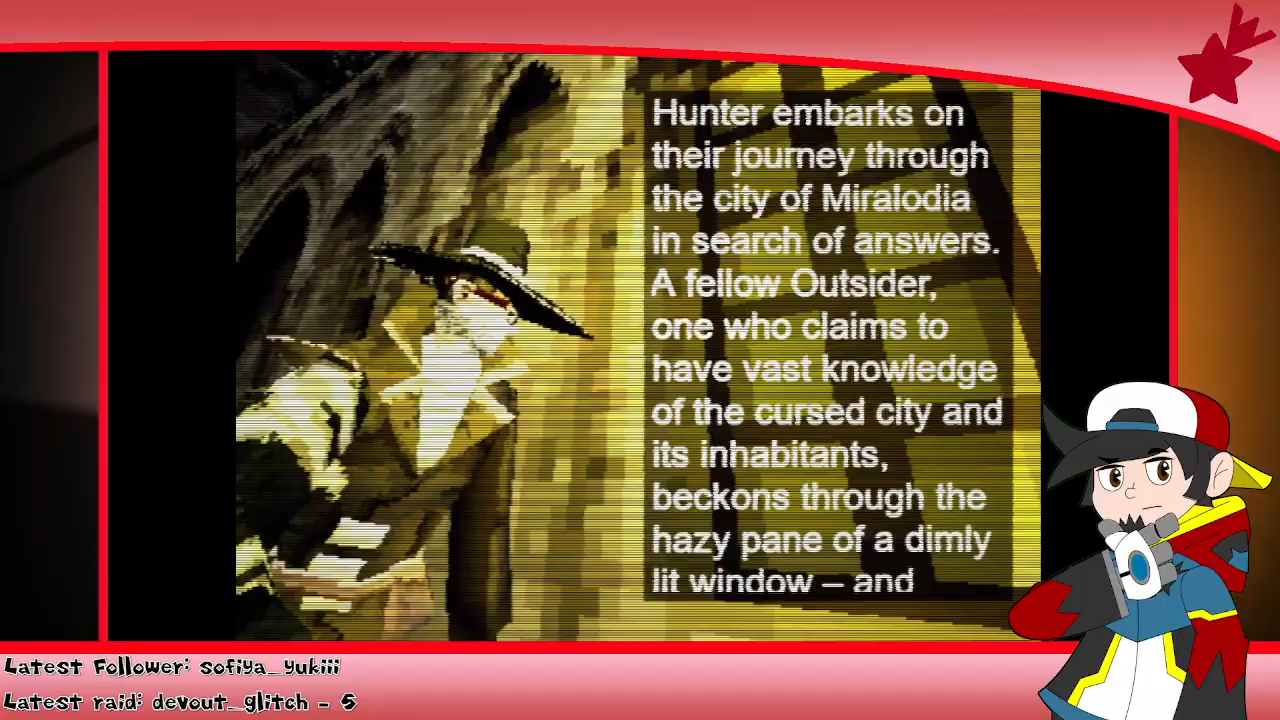 Hunter embarks on
their journey through
the city of Miralodia
in search of answers.
A fellow Outsider,
one who claims to
have vast knowledge
of the cursed city and
its inhabitants,
beckons through the
hazy pane of a dimly
lit window – and
Latest Follower: sofiya_yukiii
Latest raid: devout_glitch - 5